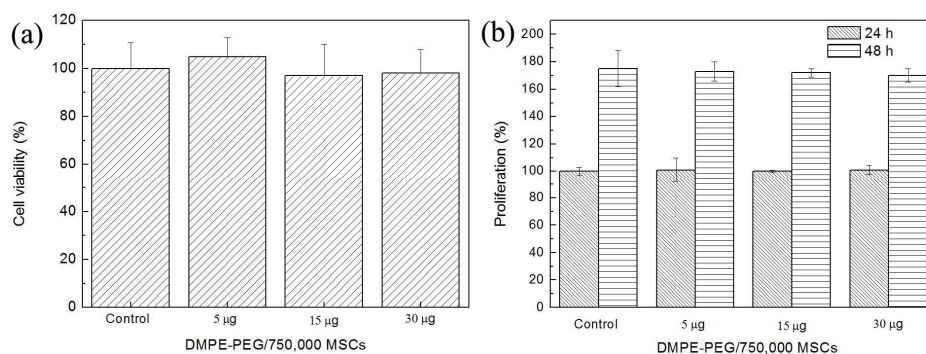 (a)
120
100
80
60
40
20
0
Cell viability (%)
Control 5 μg 15 μg 30 μg
DMPE-PEG/750,000 MSCs
(b)
24 h
48 h
200
180
160
140
120
100
80
60
40
20
0
Proliferation (%)
Control 5 μg 15 μg 30 μg
DMPE-PEG/750,000 MSCs